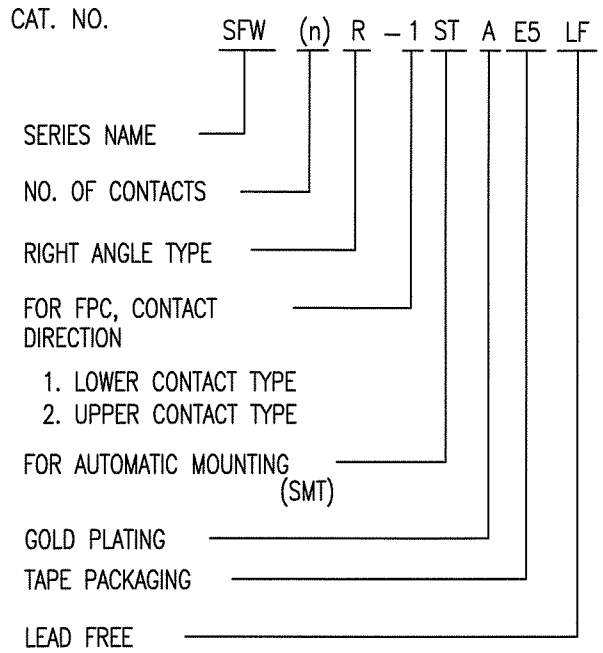 CAT. NO.
SFW (n) R - 1 ST A E5 LF
SERIES NAME
NO. OF CONTACTS
RIGHT ANGLE TYPE
FOR FPC, CONTACT
DIRECTION
1. LOWER CONTACT TYPE
2. UPPER CONTACT TYPE
FOR AUTOMATIC MOUNTING
(SMT)
GOLD PLATING
TAPE PACKAGING
LEAD FREE